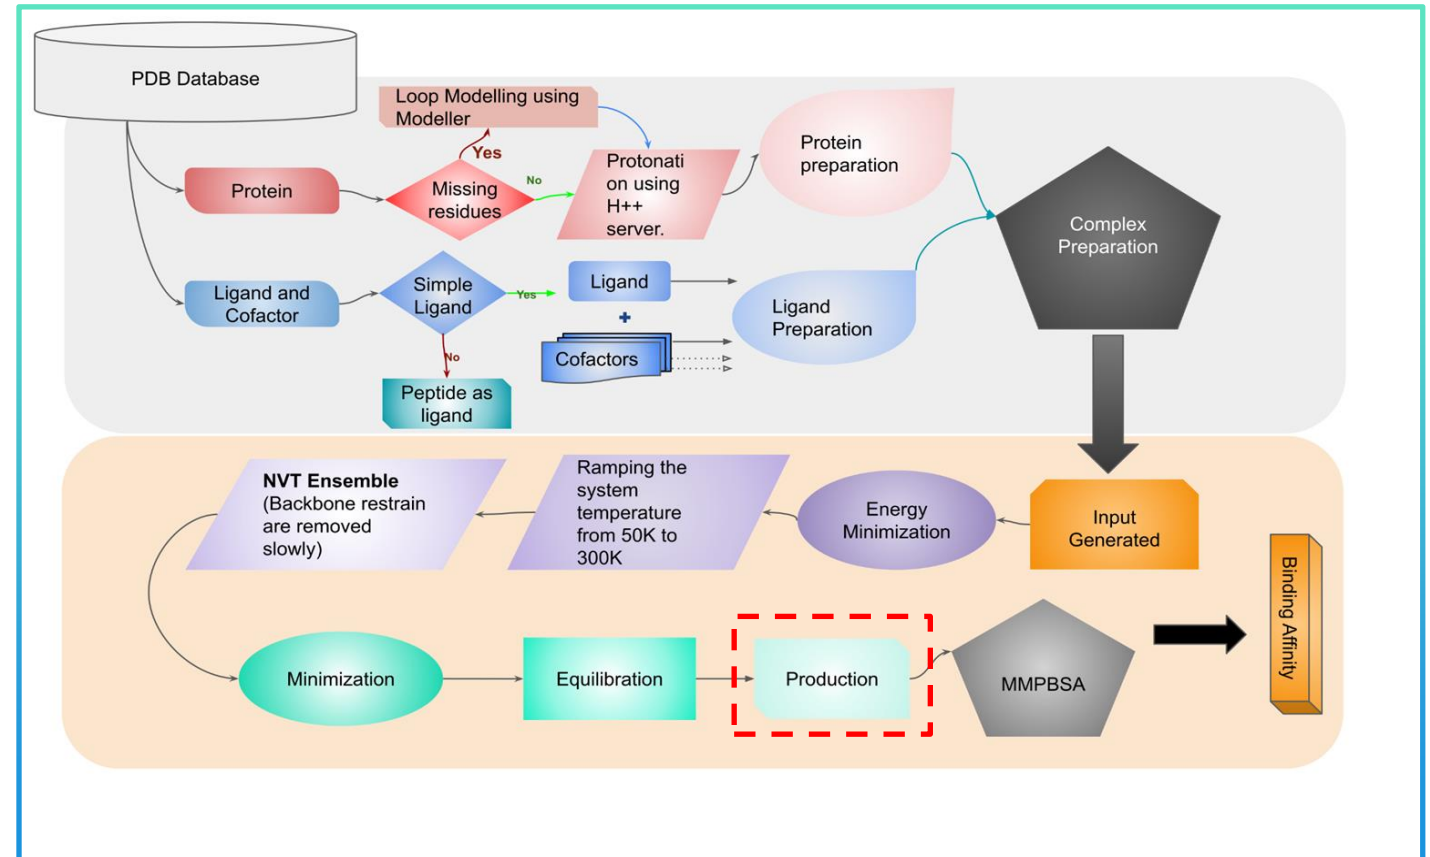 PDB Database
Loop Modelling using
Modeller
Yes
Protein
Missing
residues
No
Protonati
on using
H++
server.
Protein
preparation
Complex
Preparation
Ligand and
Cofactor
Simple
Ligand
Yes
Ligand
+
Cofactors
Ligand
Preparation
No
Peptide as
ligand
NVT Ensemble
(Backbone restrain
are removed
slowly)
Ramping the
system
temperature
from 50K to
300K
Energy
Minimization
Input
Generated
Minimization
Equilibration
Production
MMPBSA
Binding Affinity